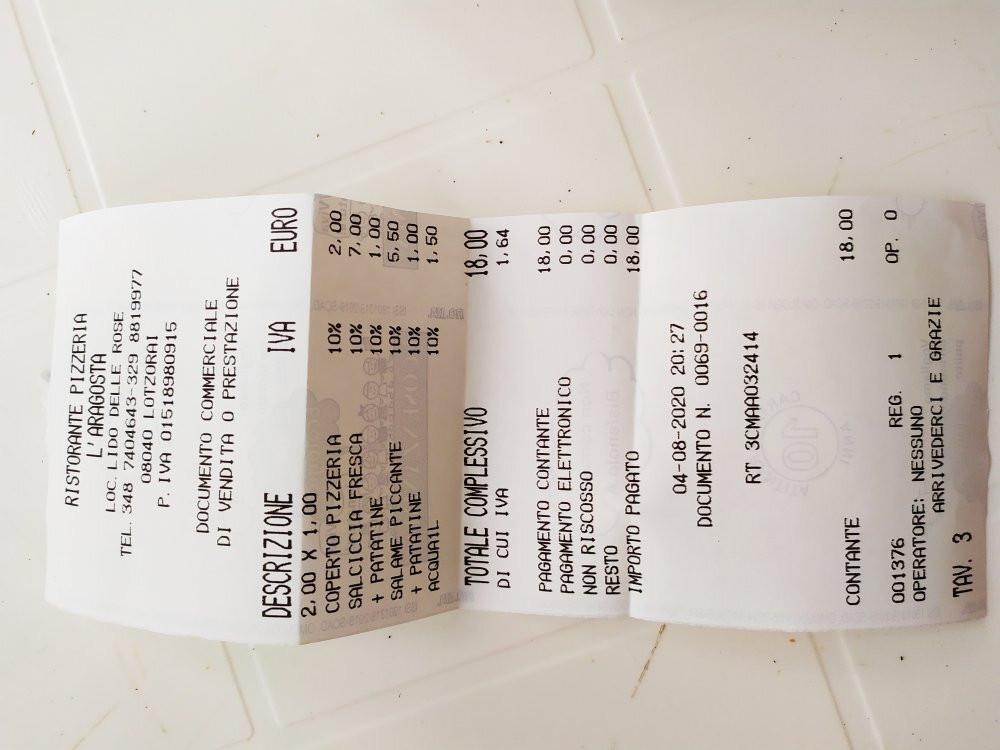 RISTORANTE PIZZERIA
L'ARAGOSTA
LOC. LIDO DELLE ROSE
TEL. 348 7404643-329 8819977
08040 LOTZORAI
P. IVA 01518980915
DOCUMENTO COMMERCIALE
DI VENDITA O PRESTAZIONE
DESCRIZIONE IVA EURO
2,00 X 1,00
COPERTO PIZZERIA 10% 2,00
SALCICCIA FRESCA 10% 7,00
+ PATATINE 10% 1,00
SALAME PICCANTE 10% 5,50
+ PATATINE 10% 1,00
ACQUA1L 10% 1,50
TOTALE COMPLESSIVO 18,00
DI CUI IVA 1,64
PAGAMENTO CONTANTE 18,00
PAGAMENTO ELETTRONICO 0,00
NON RISCOSSO 0,00
RESTO 0,00
IMPORTO PAGATO 18,00
04-08-2020 20:27
DOCUMENTO N. 0069-0016
RT 3CMAA032414
CONTANTE 18,00
001376 REG. 1 OP. 0
OPERATORE: NESSUNO
ARRIVEDERCI E GRAZIE
TAV. 3